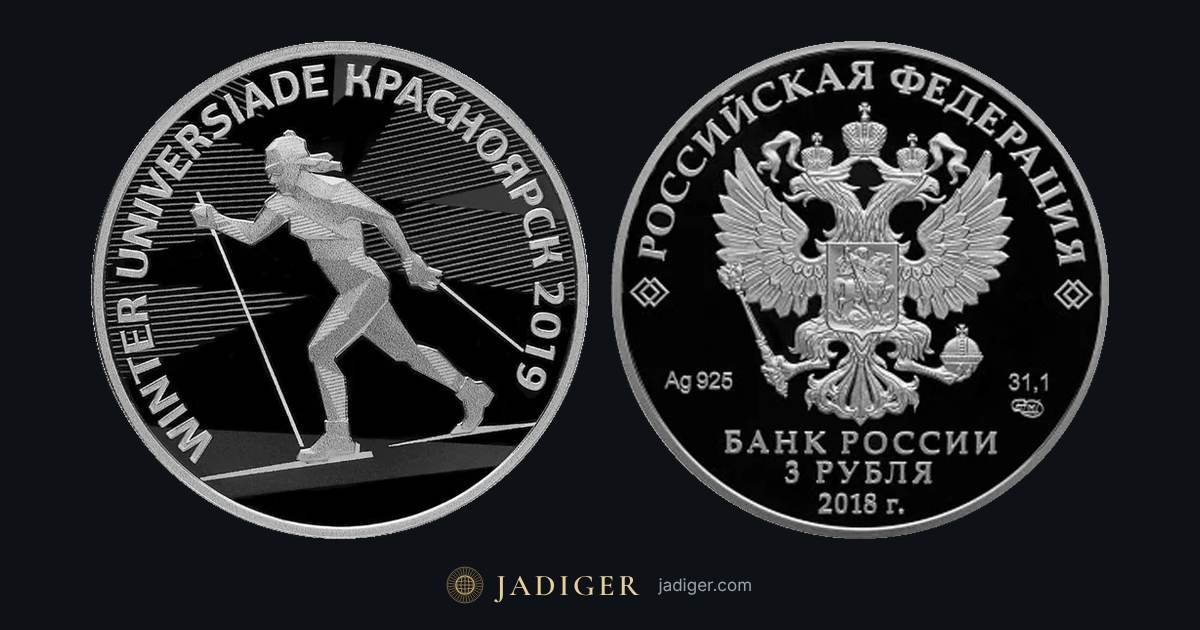 WINTER UNIVERSIADE КРАСНОЯРСК 2019
РОССИЙСКАЯ ФЕДЕРАЦИЯ
Ag 925
31,1
БАНК РОССИИ
3 РУБЛЯ
2018 г.
JADIGER
jadiger.com